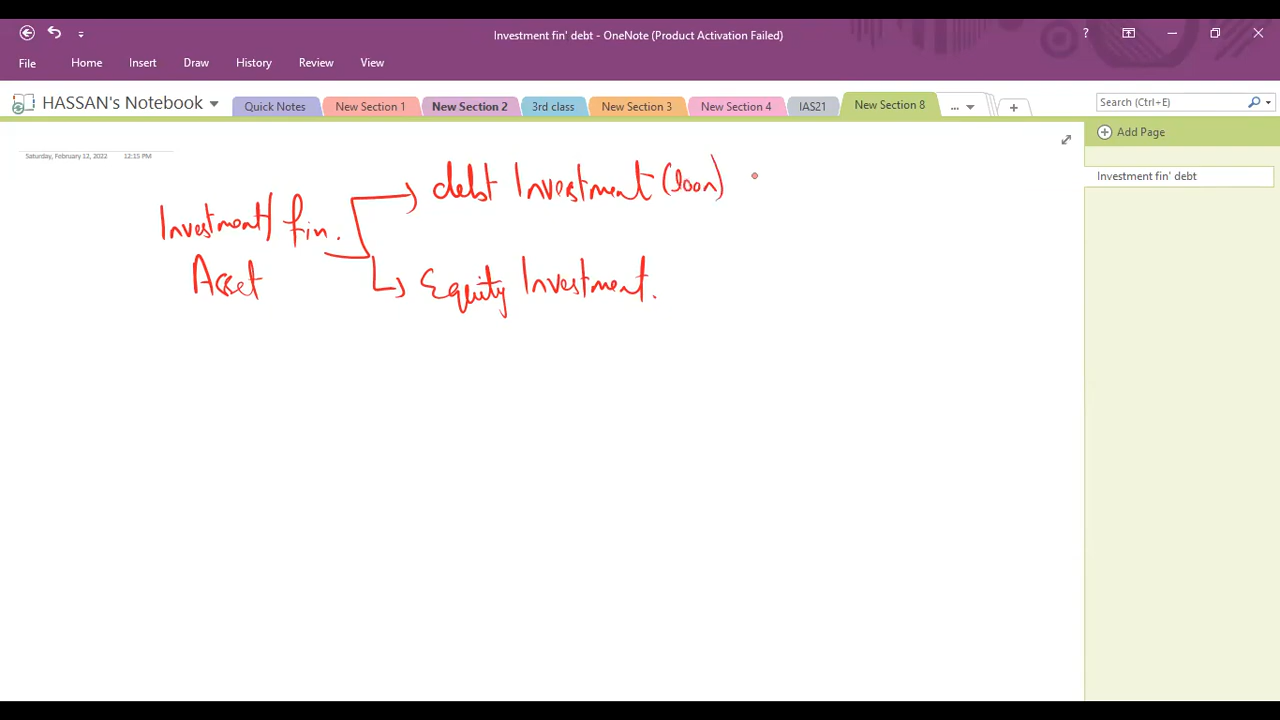 Investment fin' debt - OneNote (Product Activation Failed)
?
File Home Insert Draw History Review View
HASSAN's Notebook Quick Notes New Section 1 New Section 2 3rd class New Section 3 New Section 4 IAS21 New Section 8 ... + Search (Ctrl+E)
Add Page
Investment fin' debt
Saturday, February 12, 2022 12:15 PM
debt Investment (loan)
Investment/ fin.
Asset
Equity Investment.